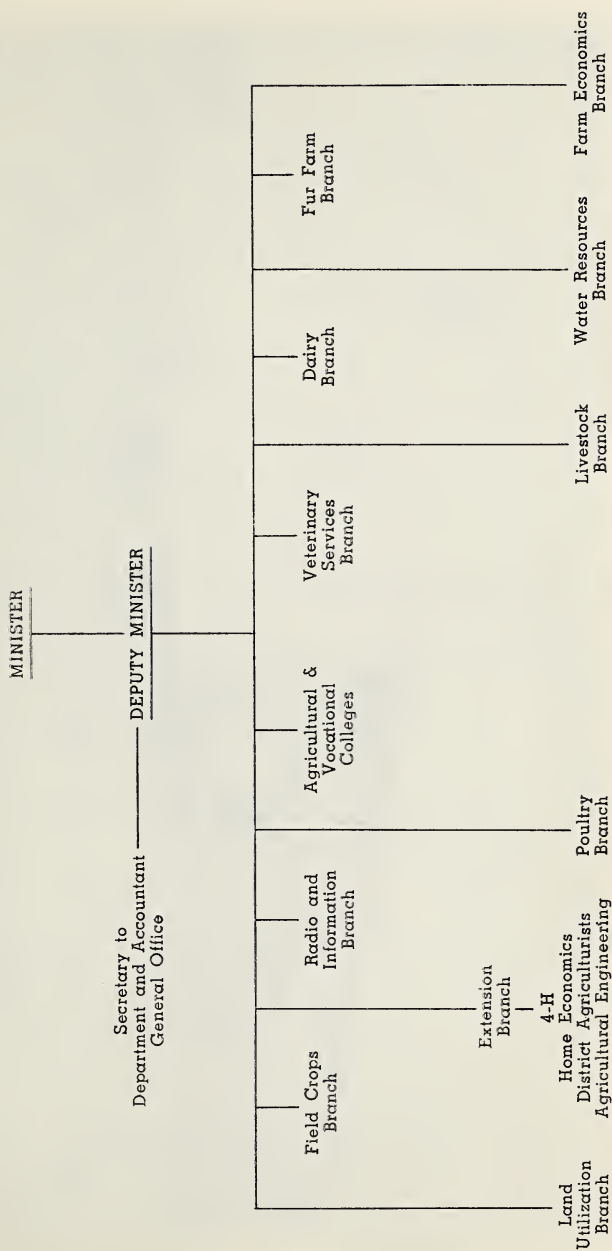 MINISTER
DEPUTY MINISTER
Secretary to
Department and Accountant
General Office
Land
Utilization
Branch
Field Crops
Branch
Extension
Branch
4-H
Home Economics
District Agriculturists
Agricultural Engineering
Radio and
Information
Branch
Poultry
Branch
Agricultural &
Vocational
Colleges
Veterinary
Services
Branch
Livestock
Branch
Dairy
Branch
Water Resources
Branch
Fur Farm
Branch
Farm Economics
Branch